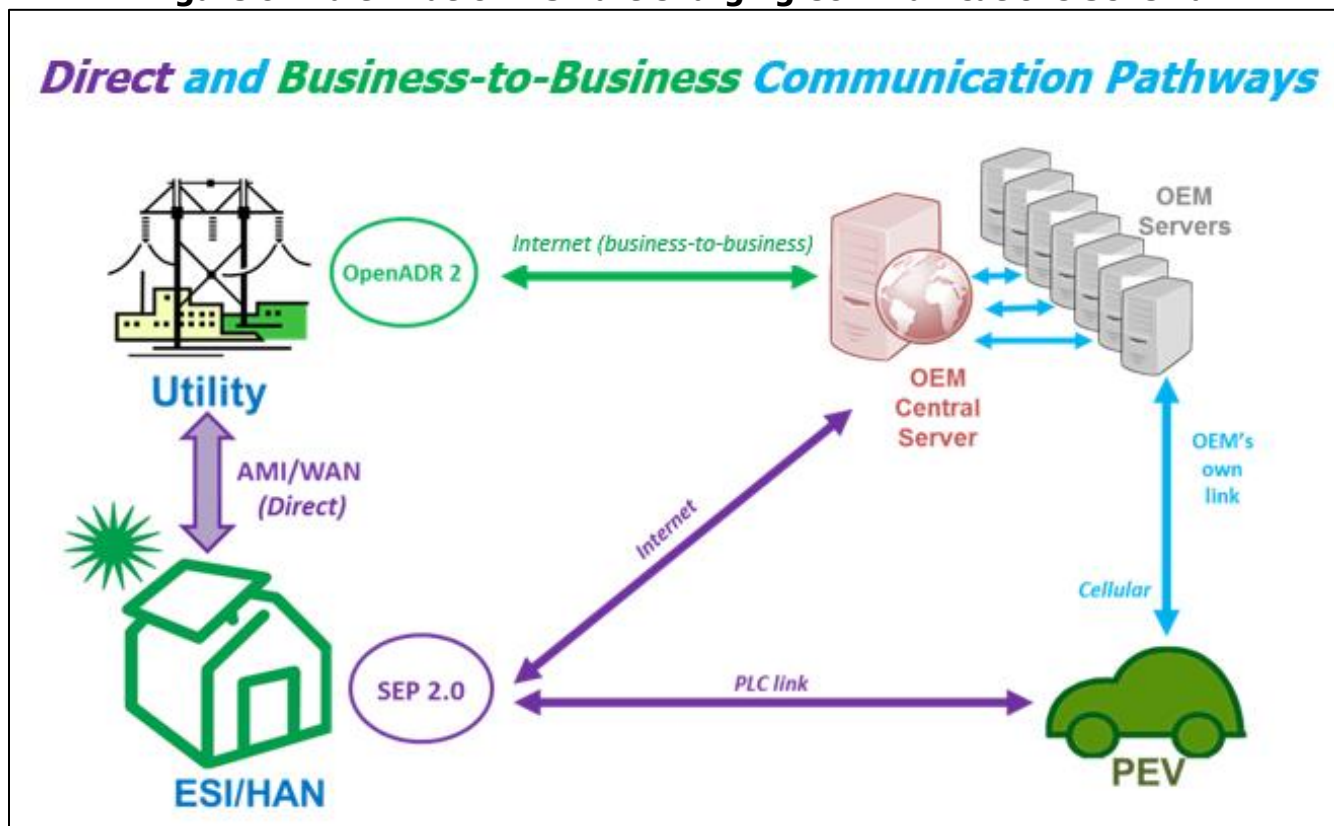 Direct and Business-to-Business Communication Pathways
OpenADR 2
Internet (business-to-business)
OEM
Servers
Utility
OEM
Central
Server
AMI/WAN
(Direct)
OEM's
own
link
Internet
Cellular
SEP 2.0
PLC link
ESI/HAN
PEV